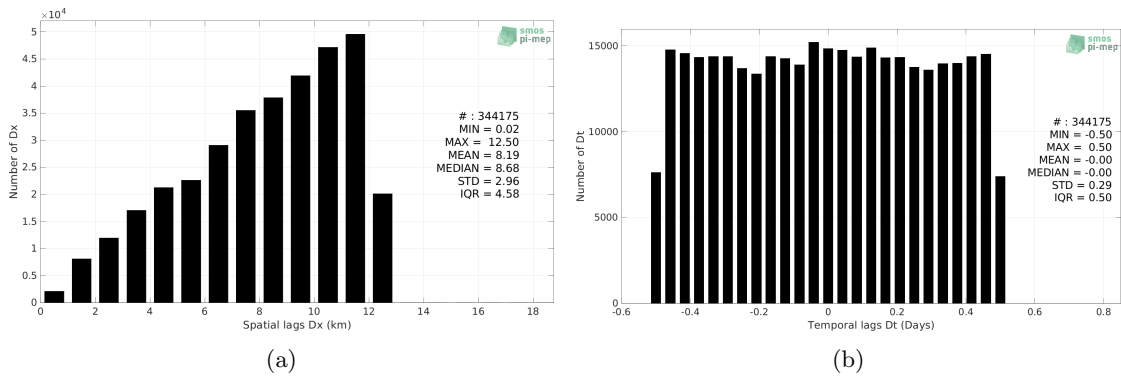 ×10⁴
5
4.5
4
3.5
3
2.5
2
1.5
1
0.5
0
Number of Dx
0 2 4 6 8 10 12 14 16 18
Spatial lags Dx (km)
smos
pi-mep
# : 344175
MIN = 0.02
MAX = 12.50
MEAN = 8.19
MEDIAN = 8.68
STD = 2.96
IQR = 4.58
(a)
15000
10000
5000
0
Number of Dt
-0.6 -0.4 -0.2 0 0.2 0.4 0.6 0.8
Temporal lags Dt (Days)
smos
pi-mep
# : 344175
MIN = -0.50
MAX = 0.50
MEAN = -0.00
MEDIAN = -0.00
STD = 0.29
IQR = 0.50
(b)